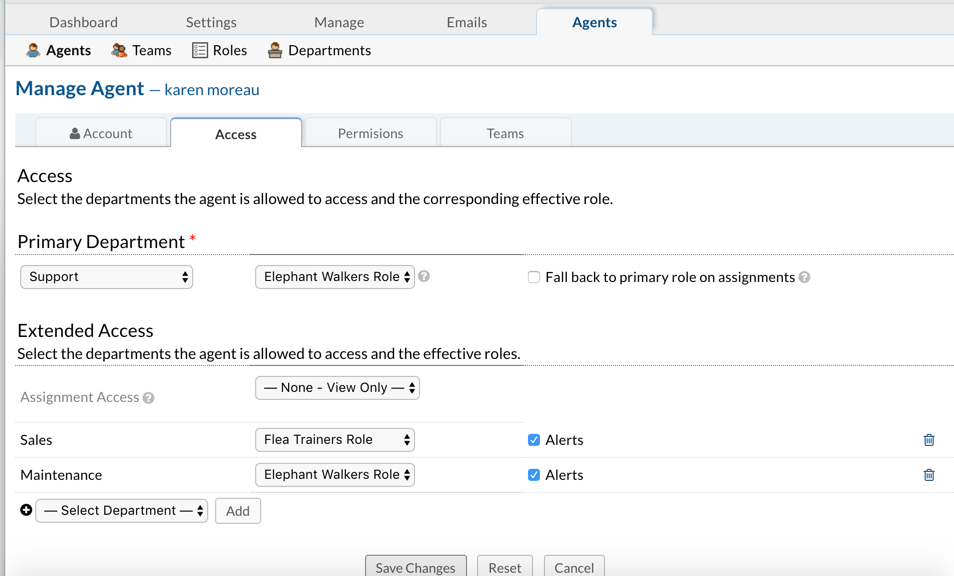 Dashboard Settings Manage Emails Agents
Agents Teams Roles Departments
Manage Agent — karen moreau
Account Access Permisions Teams
Access
Select the departments the agent is allowed to access and the corresponding effective role.
Primary Department *
Support Elephant Walkers Role ? Fall back to primary role on assignments ?
Extended Access
Select the departments the agent is allowed to access and the effective roles.
Assignment Access ? — None - View Only —
Sales Flea Trainers Role Alerts
Maintenance Elephant Walkers Role Alerts
— Select Department — Add
Save Changes Reset Cancel